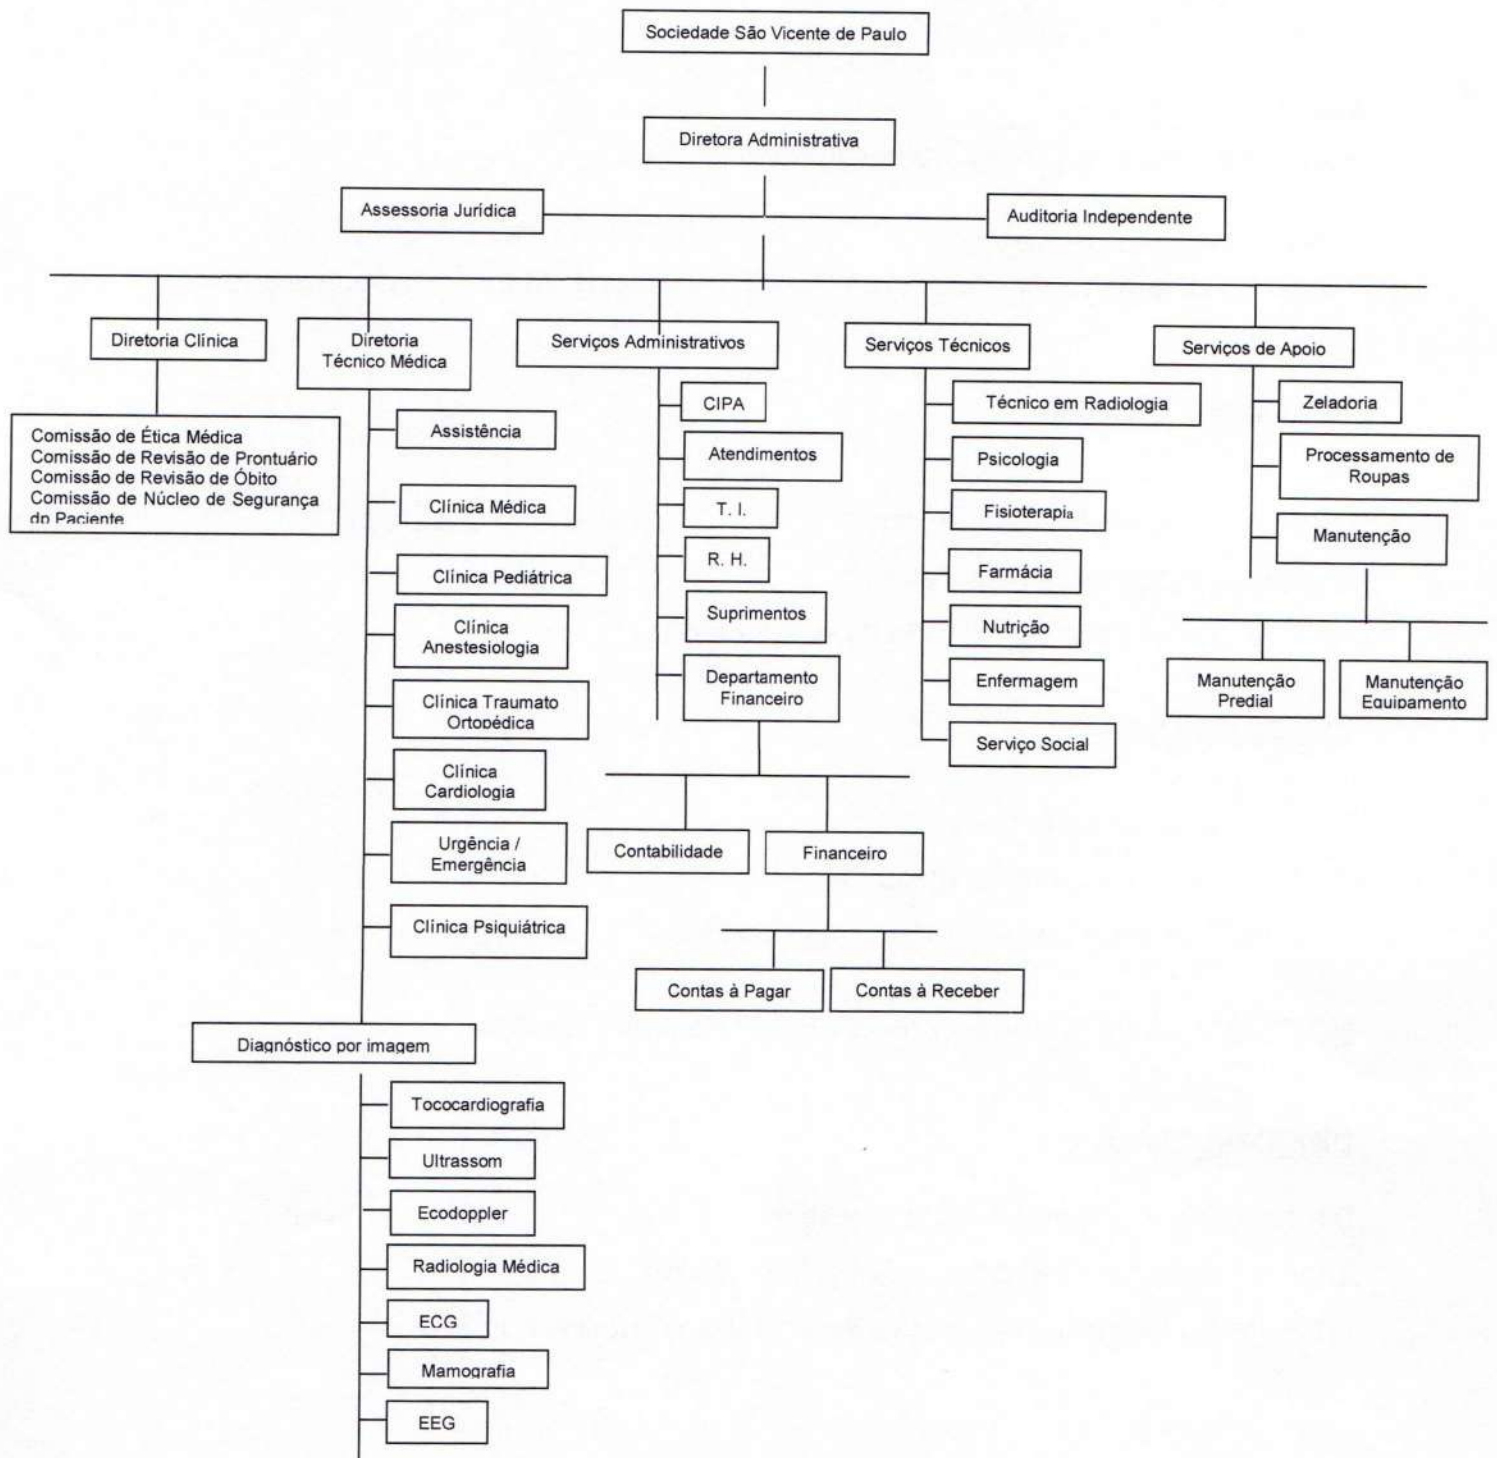 Sociedade São Vicente de Paulo
Diretora Administrativa
Assessoria Jurídica
Auditoria Independente
Diretoria Clínica
Comissão de Ética Médica
Comissão de Revisão de Prontuário
Comissão de Revisão de Óbito
Comissão de Núcleo de Segurança
do Paciente
Diretoria
Técnico Médica
Assistência
Clínica Médica
Clínica Pediátrica
Clínica
Anestesiologia
Clínica Traumato
Ortopédica
Clínica
Cardiologia
Urgência /
Emergência
Clínica Psiquiátrica
Diagnóstico por imagem
Tococardiografia
Ultrassom
Ecodoppler
Radiologia Médica
ECG
Mamografia
EEG
Serviços Administrativos
CIPA
Atendimentos
T. I.
R. H.
Suprimentos
Departamento
Financeiro
Contabilidade
Financeiro
Contas à Pagar
Contas à Receber
Serviços Técnicos
Técnico em Radiologia
Psicologia
Fisioterapia
Farmácia
Nutrição
Enfermagem
Serviço Social
Serviços de Apoio
Zeladoria
Processamento de
Roupas
Manutenção
Manutenção
Predial
Manutenção
Equipamento